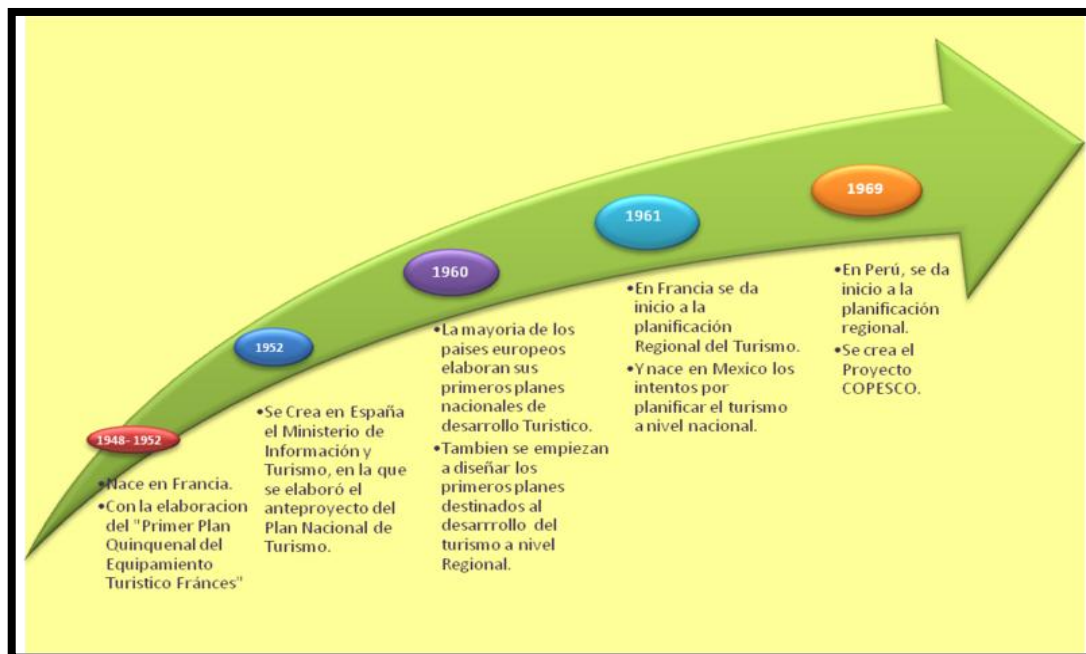 1948- 1952
•Nace en Francia.
•Con la elaboracion
del "Primer Plan
Quinquenal del
Equipamiento
Turistico Fránces"
1952
•Se Crea en España
el Ministerio de
Información y
Turismo, en la que
se elaboró el
anteproyecto del
Plan Nacional de
Turismo.
1960
•La mayoria de los
paises europeos
elaboran sus
primeros planes
nacionales de
desarrollo Turistico.
•Tambien se empiezan
a diseñar los
primeros planes
destinados al
desarrrollo del
turismo a nivel
Regional.
1961
•En Francia se da
inicio a la
planificación
Regional del Turismo.
•Y nace en Mexico los
intentos por
planificar el turismo
a nivel nacional.
1969
•En Perú, se da
inicio a la
planificación
regional.
•Se crea el
Proyecto
COPESCO.